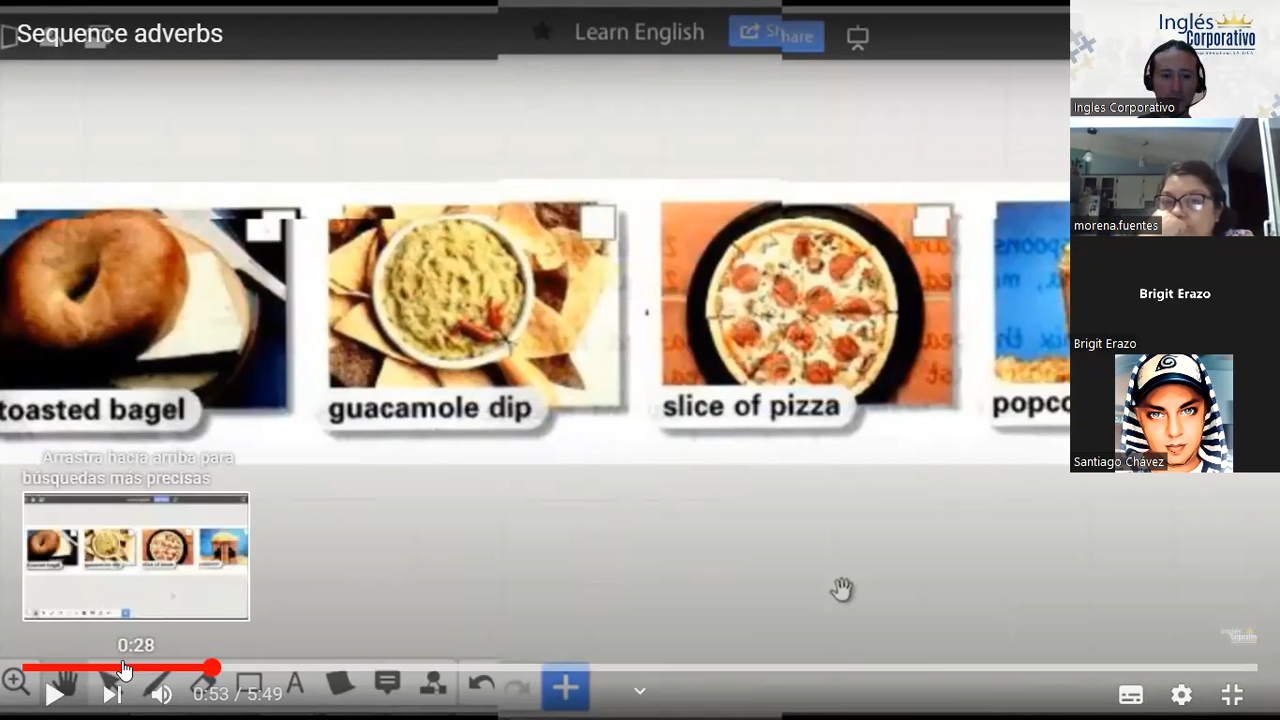 Sequence adverbs
Learn English
Share
Inglés
Corporativo
Ingles Corporativo
morena.fuentes
Brigit Erazo
Brigit Erazo
Santiago Chávez
toasted bagel
guacamole dip
slice of pizza
popco
Arrastra hacia arriba para
búsquedas más precisas
0:28
A
0:53 / 5:49